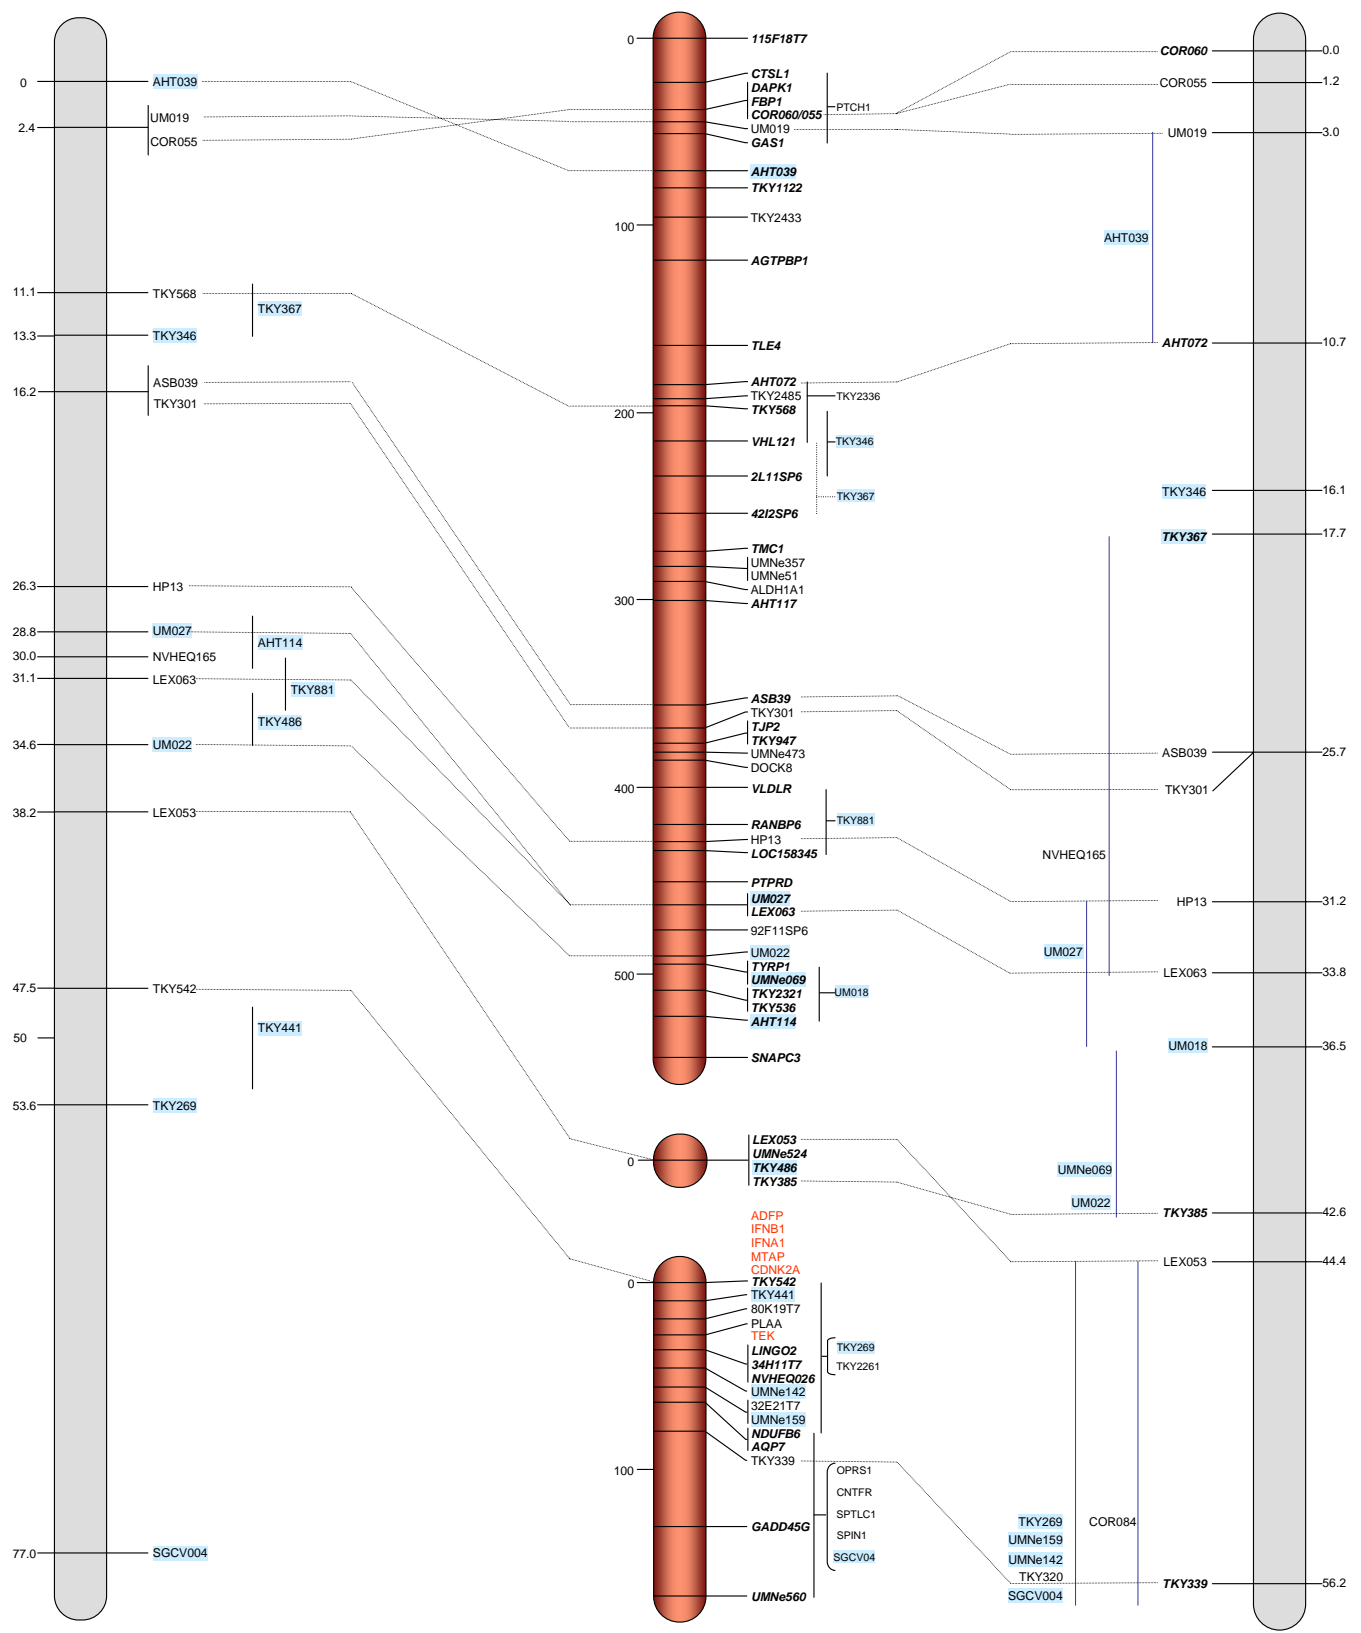 0
AHT039
UM019
2.4
COR055
11.1
TKY568
TKY367
13.3
TKY346
ASB039
16.2
TKY301
26.3
HP13
28.8
UM027
AHT114
30.0
NVHEQ165
31.1
LEX063
TKY881
TKY486
34.6
UM022
38.2
LEX053
47.5
TKY542
TKY441
50
53.6
TKY269
77.0
SGCV004
0
115F18T7
CTSL1
DAPK1
FBP1
PTCH1
COR060/055
UM019
GAS1
AHT039
TKY1122
TKY2433
100
AGTPBP1
TLE4
AHT072
TKY2485
TKY2336
TKY568
200
VHL121
TKY346
2L11SP6
TKY367
42I2SP6
TMC1
UMNe357
UMNe51
ALDH1A1
300
AHT117
ASB39
TKY301
TJP2
TKY947
UMNe473
DOCK8
400
VLDLR
RANBP6
TKY881
HP13
LOC158345
PTPRD
UM027
LEX063
92F11SP6
UM022
TYRP1
500
UMNe069
TKY2321
UM018
TKY536
AHT114
SNAPC3
LEX053
UMNe524
0
TKY486
TKY385
ADFP
IFNB1
IFNA1
MTAP
CDNK2A
0
TKY542
TKY441
80K19T7
PLAA
TEK
LINGO2
TKY269
34H11T7
TKY2261
NVHEQ026
UMNe142
32E21T7
UMNe159
NDUFB6
AQP7
TKY339
100
OPRS1
CNTFR
SPTLC1
GADD45G
SPIN1
SGCV04
UMNe560
COR060
0.0
COR055
1.2
UM019
3.0
AHT039
AHT072
10.7
TKY346
16.1
TKY367
17.7
ASB039
25.7
TKY301
NVHEQ165
HP13
31.2
UM027
LEX063
33.8
UM018
36.5
UMNe069
UM022
TKY385
42.6
LEX053
44.4
TKY269
COR084
UMNe159
UMNe142
TKY320
TKY339
56.2
SGCV004